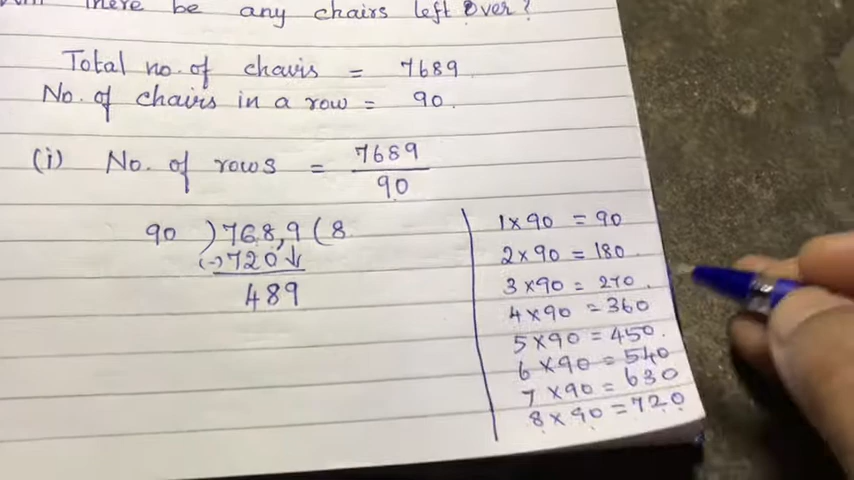 there be any chairs left over?
Total no. of chavis = 7689
No. of chairs in a row = 90.
(i) No. of rows = 7689
90
90 ) 768,9 ( 8
(-) 720 ↓
489
1 x 90 = 90
2 x 90 = 180
3 x 90 = 270.
4 x 90 = 360
5 x 90 = 450.
6 x 90 = 540
7 x 90 = 630
8 x 90 = 720